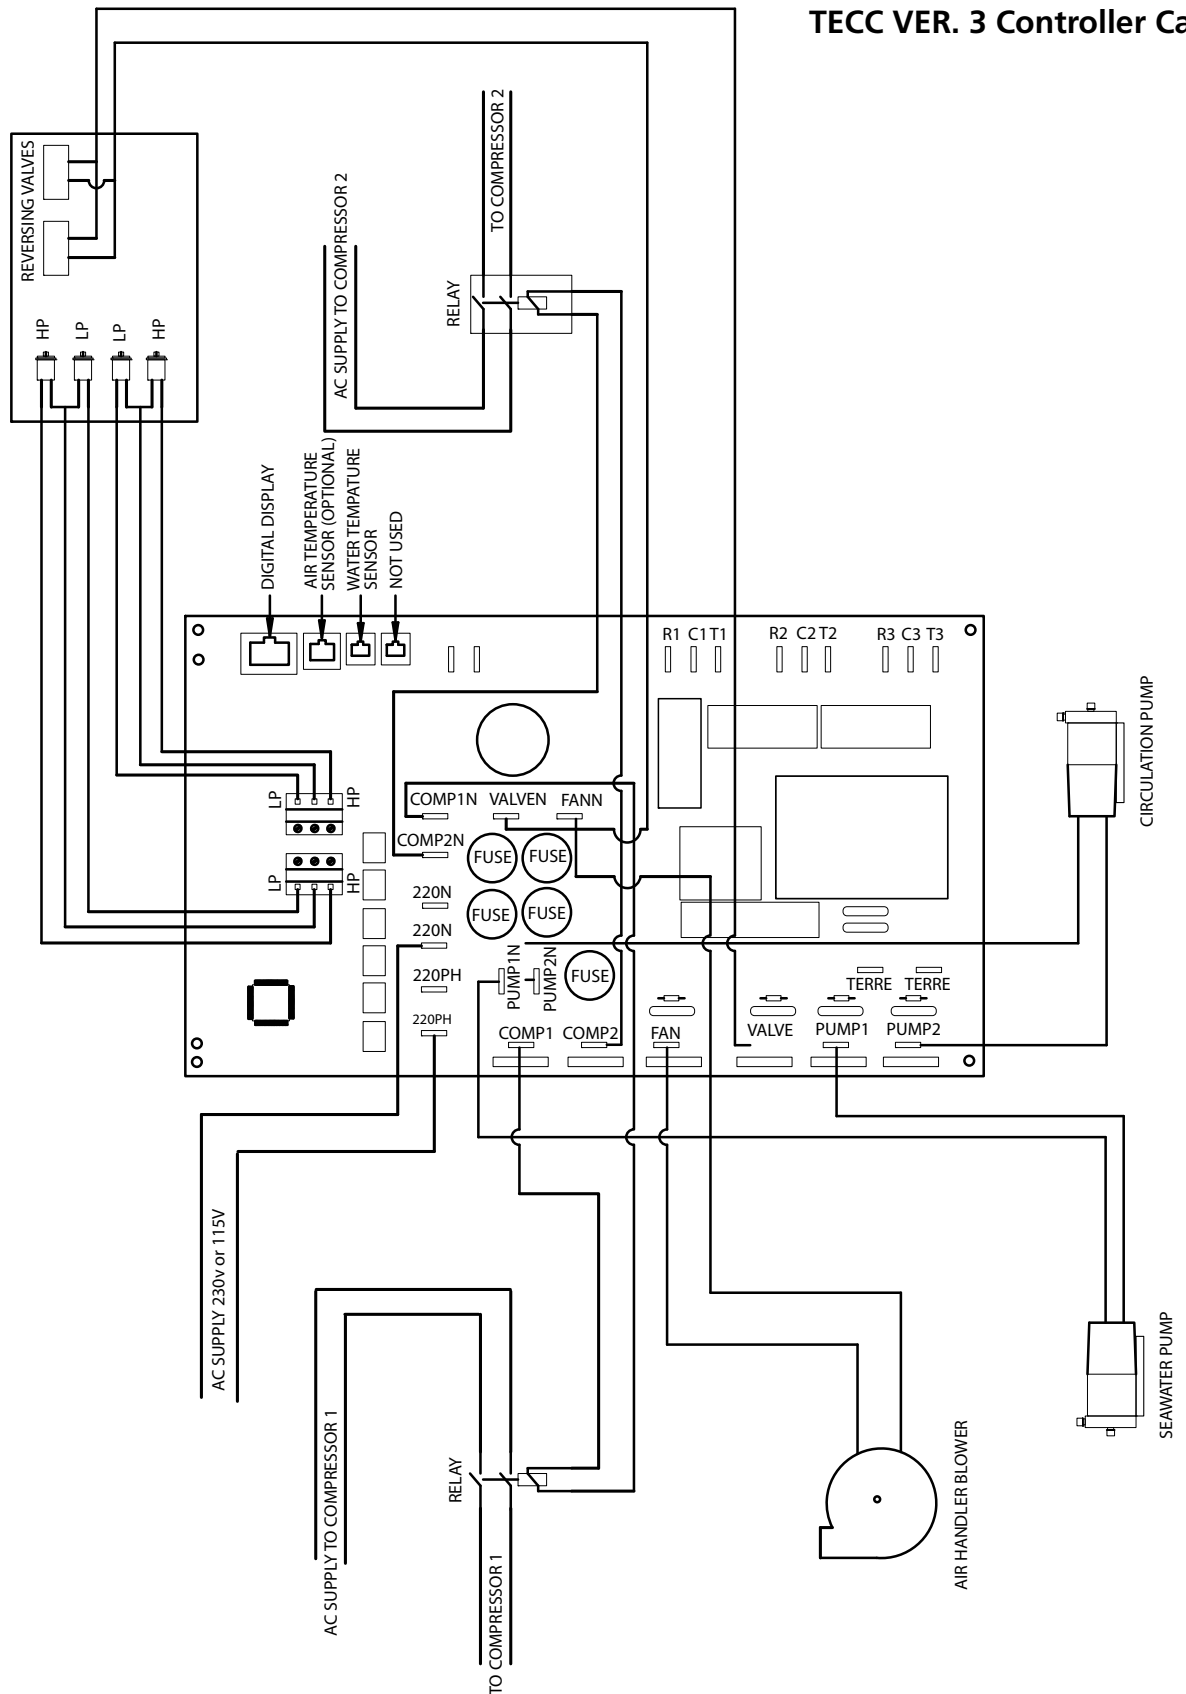 TECC VER. 3 Controller Ca
REVERSING VALVES
HP
LP
LP
HP
TO COMPRESSOR 2
AC SUPPLY TO COMPRESSOR 2
RELAY
DIGITAL DISPLAY
AIR TEMPERATURE
SENSOR (OPTIONAL)
WATER TEMPATURE
SENSOR
NOT USED
R1 C1 T1
R2 C2 T2
R3 C3 T3
CIRCULATION PUMP
LP
HP
LP
HP
COMP1N
VALVEN
FANN
COMP2N
FUSE
FUSE
220N
FUSE
FUSE
220N
PUMP1N
PUMP2N
FUSE
220PH
220PH
TERRE
TERRE
COMP1
COMP2
FAN
VALVE
PUMP1
PUMP2
AC SUPPLY 230v or 115V
AC SUPPLY TO COMPRESSOR 1
RELAY
TO COMPRESSOR 1
AIR HANDLER BLOWER
SEAWATER PUMP